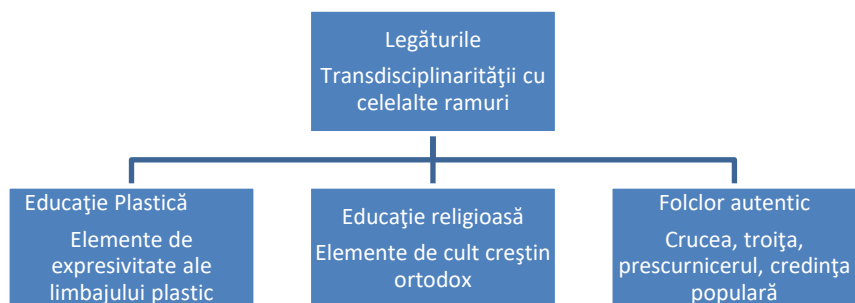 Legăturile
Transdisciplinarităţii cu
celelalte ramuri
Educaţie Plastică
Elemente de
expresivitate ale
limbajului plastic
Educaţie religioasă
Elemente de cult creştin
ortodox
Folclor autentic
Crucea, troiţa,
prescurnicerul, credinţa
populară